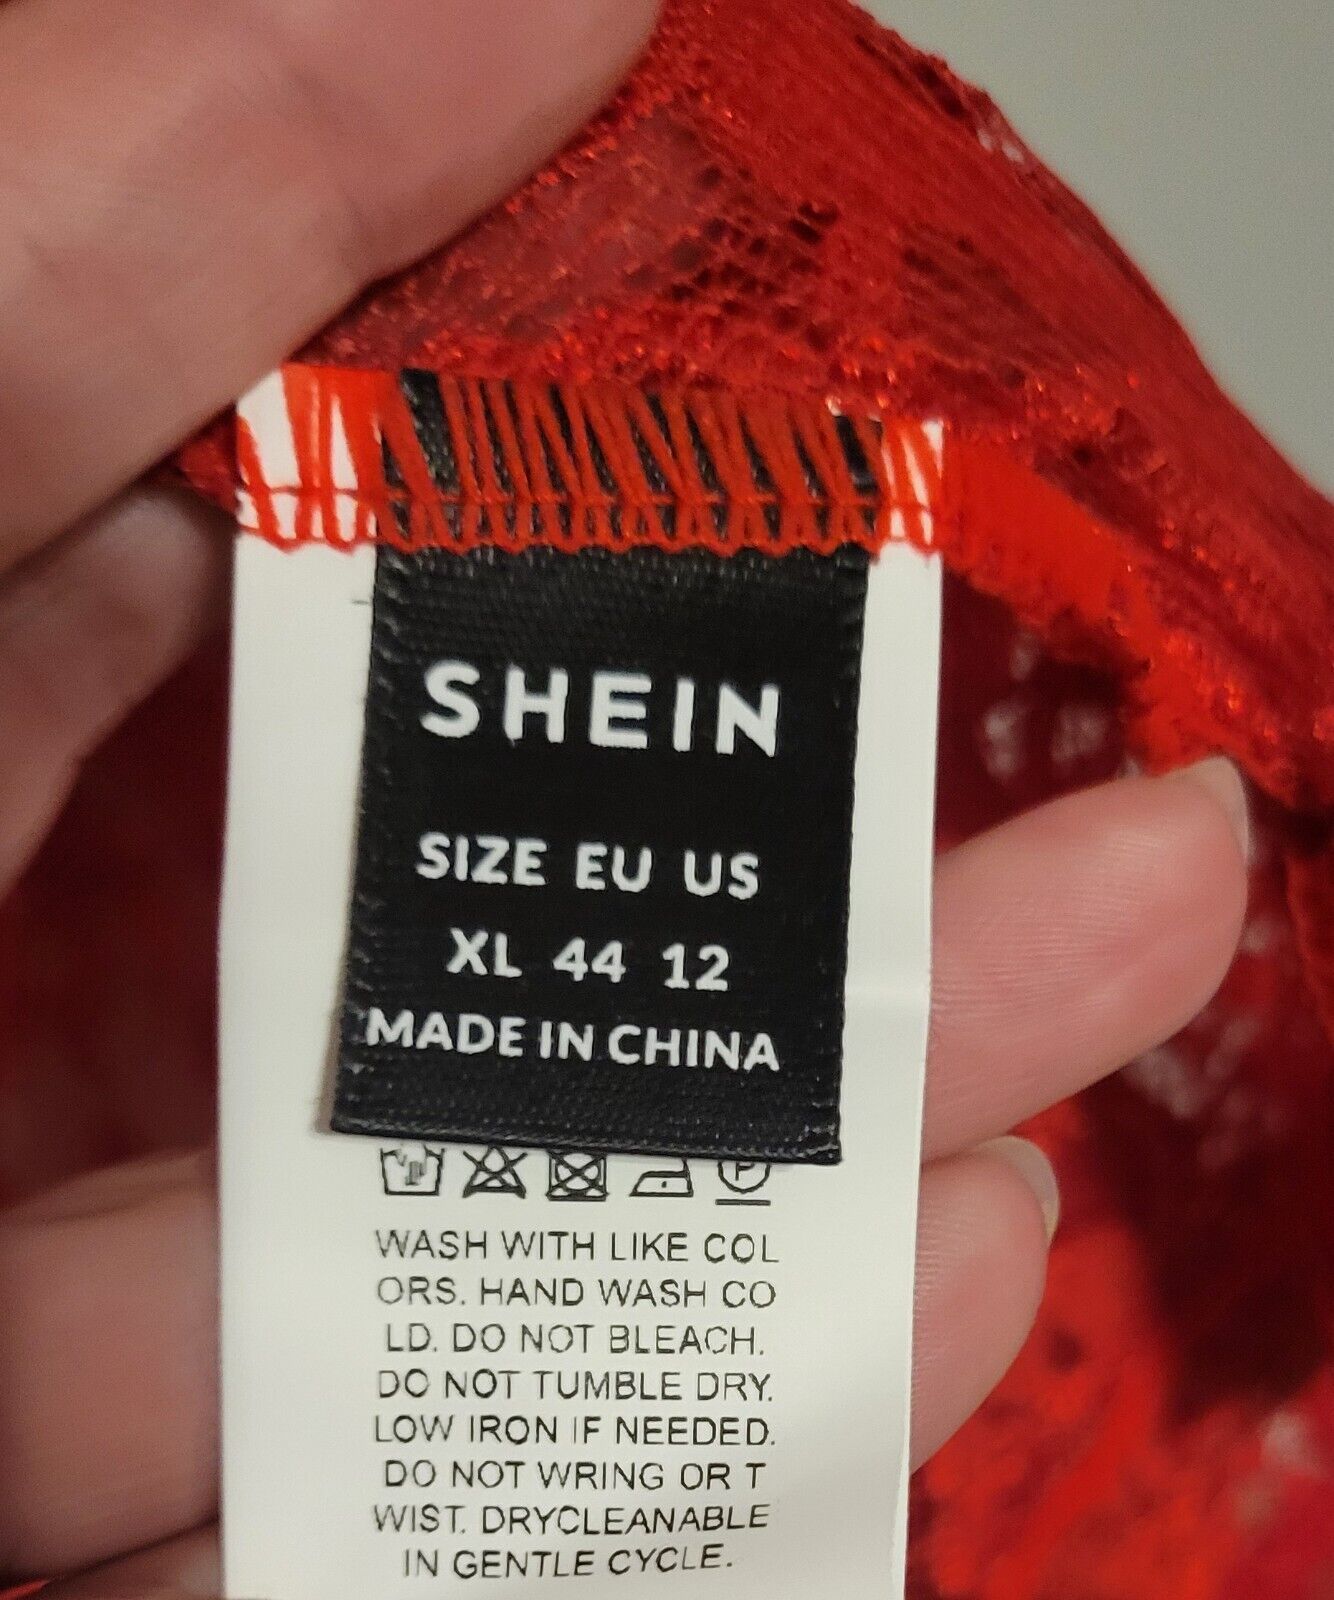 SHEIN
SIZE EU US
XL 44 12
MADE IN CHINA
P
WASH WITH LIKE COL
ORS. HAND WASH CO
LD. DO NOT BLEACH.
DO NOT TUMBLE DRY.
LOW IRON IF NEEDED.
DO NOT WRING OR T
WIST. DRYCLEANABLE
IN GENTLE CYCLE.